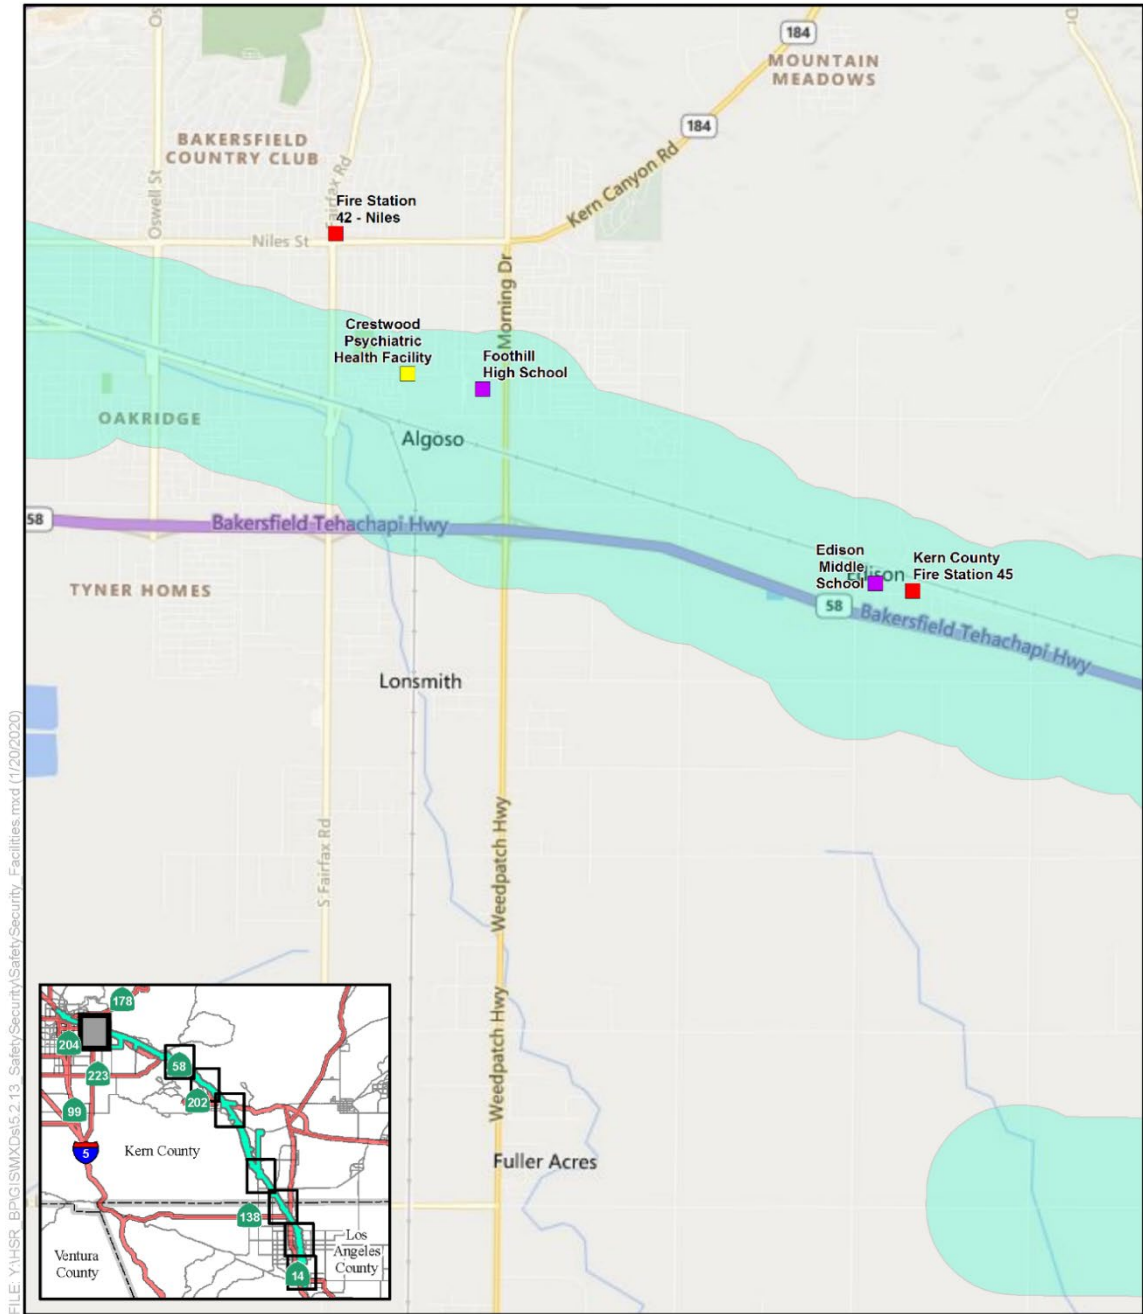 184
MOUNTAIN
MEADOWS
184
Kern Canyon Rd
BAKERSFIELD
COUNTRY CLUB
Oswell St
Fairfax Rd
Fire Station
42 - Niles
Niles St
Morning Dr
Crestwood
Psychiatric
Health Facility
Foothill
High School
OAKRIDGE
Algoso
58
Bakersfield Tehachapi Hwy
Edison
Middle
School
Edison
Kern County
Fire Station 45
TYNER HOMES
58
Bakersfield Tehachapi Hwy
Lonsmith
S Fairfax Rd
Weedpatch Hwy
Weedpatch Hwy
Fuller Acres
178
204
58
223
202
99
5
Kern County
138
Los
Angeles
County
Ventura
County
14